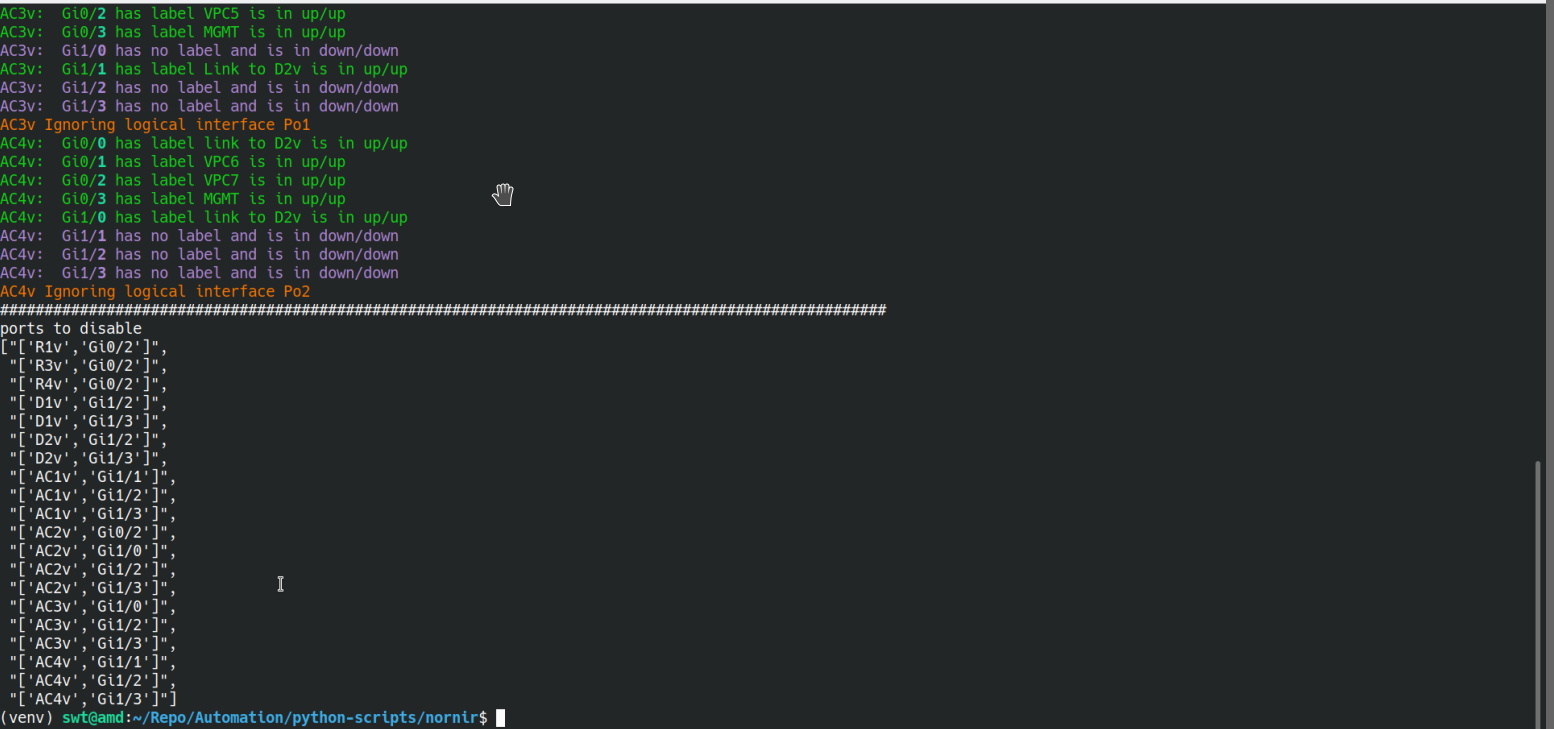 AC3v:  Gi0/2 has label VPC5 is in up/up
AC3v:  Gi0/3 has label MGMT is in up/up
AC3v:  Gi1/0 has no label and is in down/down
AC3v:  Gi1/1 has label Link to D2v is in up/up
AC3v:  Gi1/2 has no label and is in down/down
AC3v:  Gi1/3 has no label and is in down/down
AC3v Ignoring logical interface Po1
AC4v:  Gi0/0 has label link to D2v is in up/up
AC4v:  Gi0/1 has label VPC6 is in up/up
AC4v:  Gi0/2 has label VPC7 is in up/up
AC4v:  Gi0/3 has label MGMT is in up/up
AC4v:  Gi1/0 has label link to D2v is in up/up
AC4v:  Gi1/1 has no label and is in down/down
AC4v:  Gi1/2 has no label and is in down/down
AC4v:  Gi1/3 has no label and is in down/down
AC4v Ignoring logical interface Po2
####################################################################################################
ports to disable
["['R1v','Gi0/2']",
 "['R3v','Gi0/2']",
 "['R4v','Gi0/2']",
 "['D1v','Gi1/2']",
 "['D1v','Gi1/3']",
 "['D2v','Gi1/2']",
 "['D2v','Gi1/3']",
 "['AC1v','Gi1/1']",
 "['AC1v','Gi1/2']",
 "['AC1v','Gi1/3']",
 "['AC2v','Gi0/2']",
 "['AC2v','Gi1/0']",
 "['AC2v','Gi1/2']",
 "['AC2v','Gi1/3']",
 "['AC3v','Gi1/0']",
 "['AC3v','Gi1/2']",
 "['AC3v','Gi1/3']",
 "['AC4v','Gi1/1']",
 "['AC4v','Gi1/2']",
 "['AC4v','Gi1/3']"]
(venv) swt@amd:~/Repo/Automation/python-scripts/nornir$